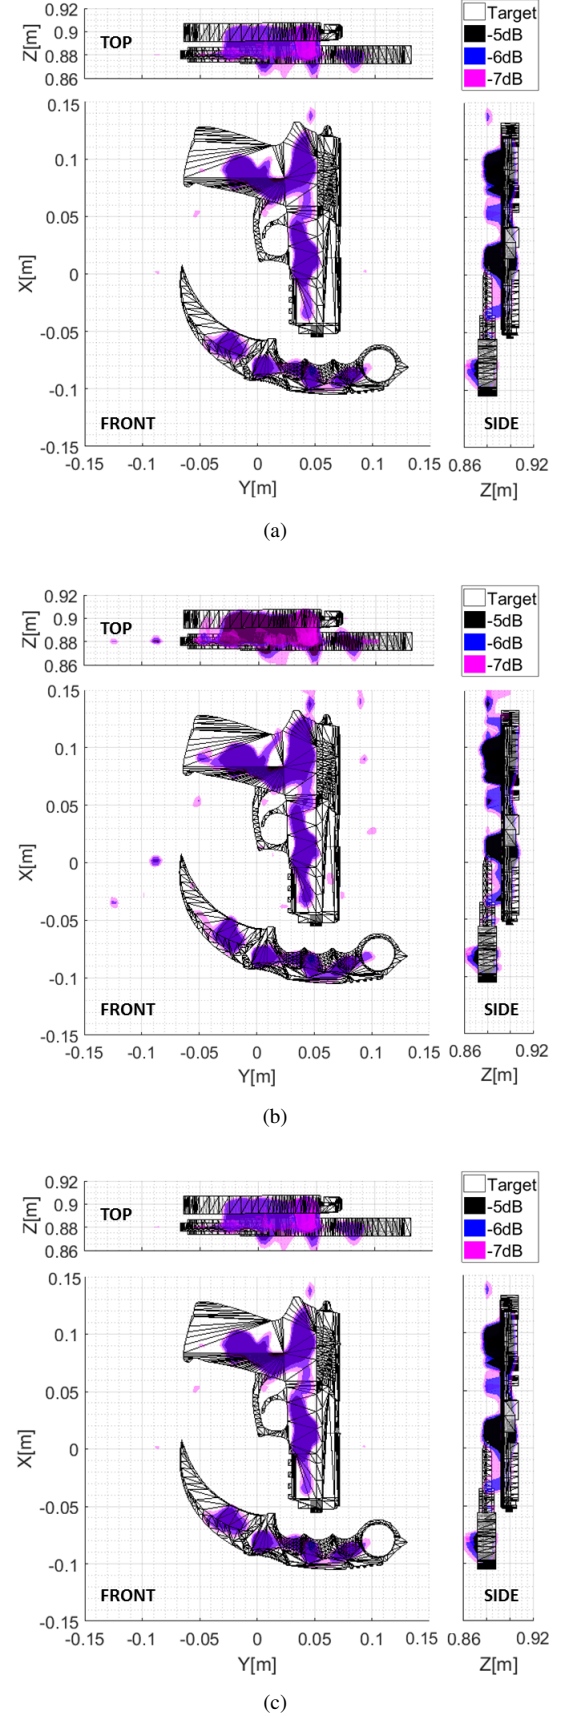 0.92
0.9
0.88
0.86
Z[m]
TOP
Target
-5dB
-6dB
-7dB
0.15
0.1
0.05
0
-0.05
-0.1
-0.15
X[m]
FRONT
SIDE
-0.15 -0.1 -0.05 0 0.05 0.1 0.15
Y[m]
0.86 0.92
Z[m]
(a)
0.92
0.9
0.88
0.86
Z[m]
TOP
Target
-5dB
-6dB
-7dB
0.15
0.1
0.05
0
-0.05
-0.1
-0.15
X[m]
FRONT
SIDE
-0.15 -0.1 -0.05 0 0.05 0.1 0.15
Y[m]
0.86 0.92
Z[m]
(b)
0.92
0.9
0.88
0.86
Z[m]
TOP
Target
-5dB
-6dB
-7dB
0.15
0.1
0.05
0
-0.05
-0.1
-0.15
X[m]
FRONT
SIDE
-0.15 -0.1 -0.05 0 0.05 0.1 0.15
Y[m]
0.86 0.92
Z[m]
(c)